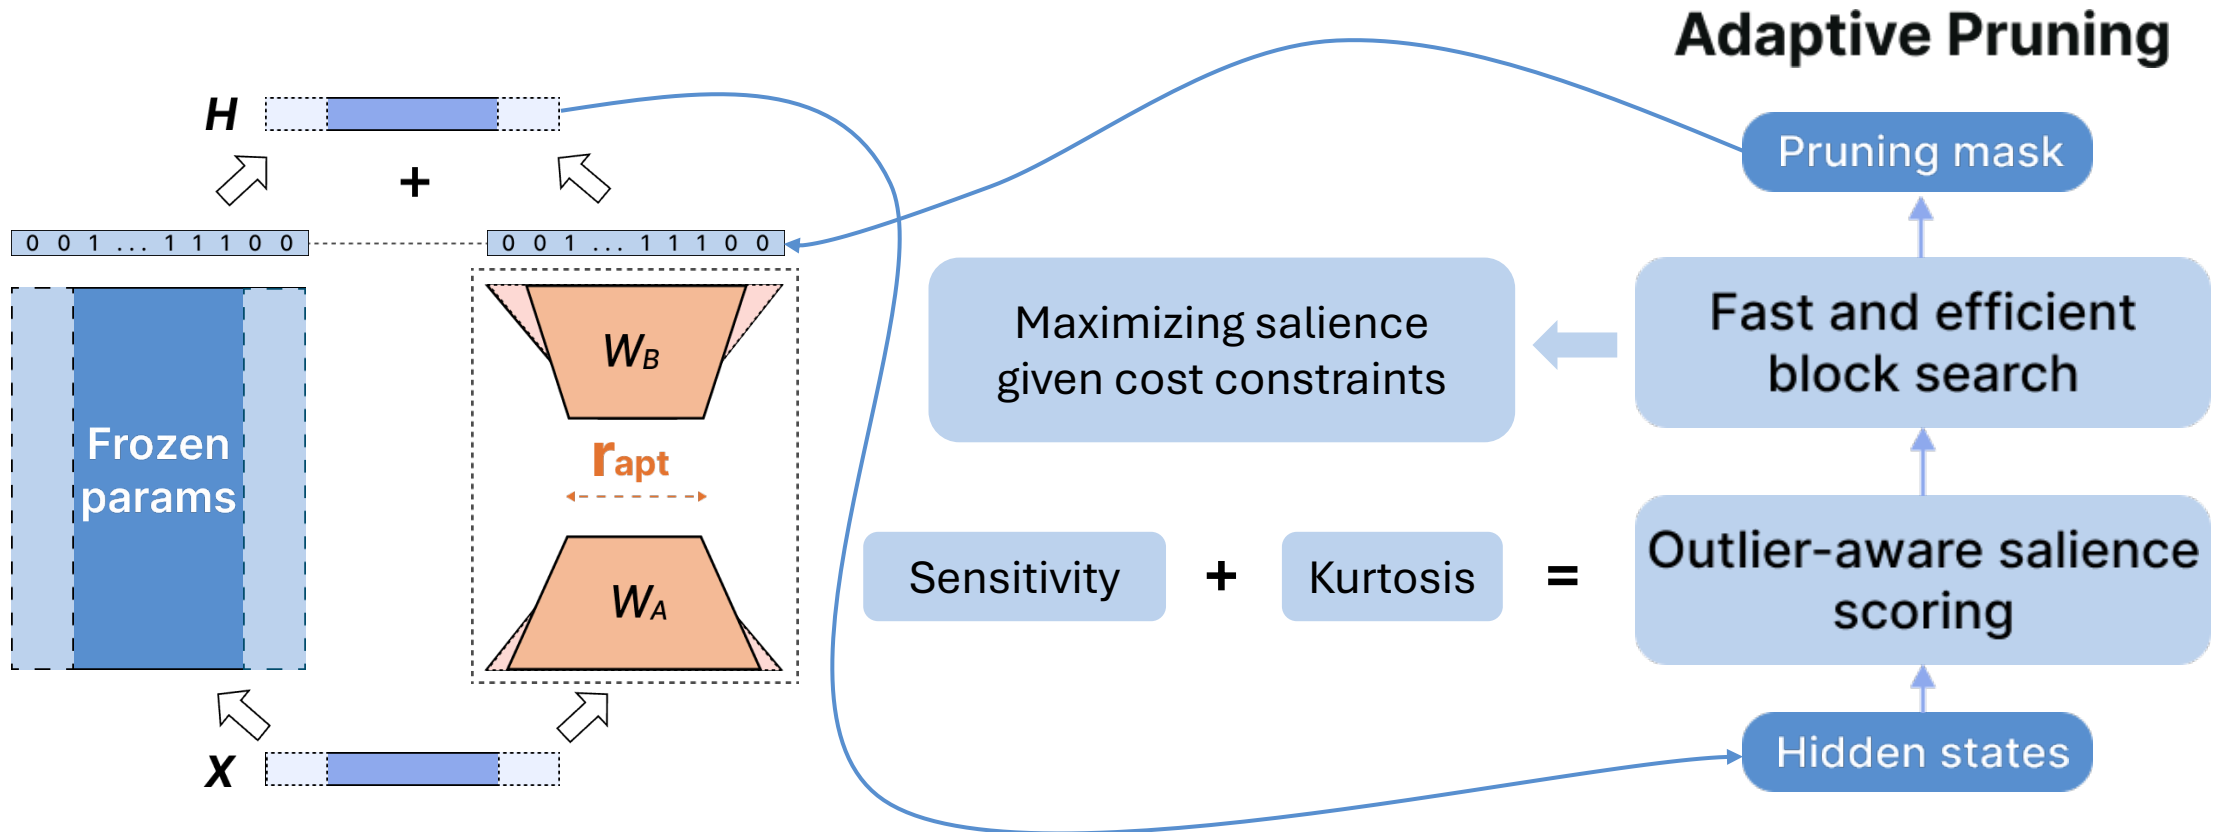 Adaptive Pruning
H
+
0 0 1 ... 1 1 1 0 0
0 0 1 ... 1 1 1 0 0
Frozen
params
WB
rapt
WA
X
Pruning mask
Fast and efficient
block search
Maximizing salience
given cost constraints
Sensitivity
+
Kurtosis
=
Outlier-aware salience
scoring
Hidden states